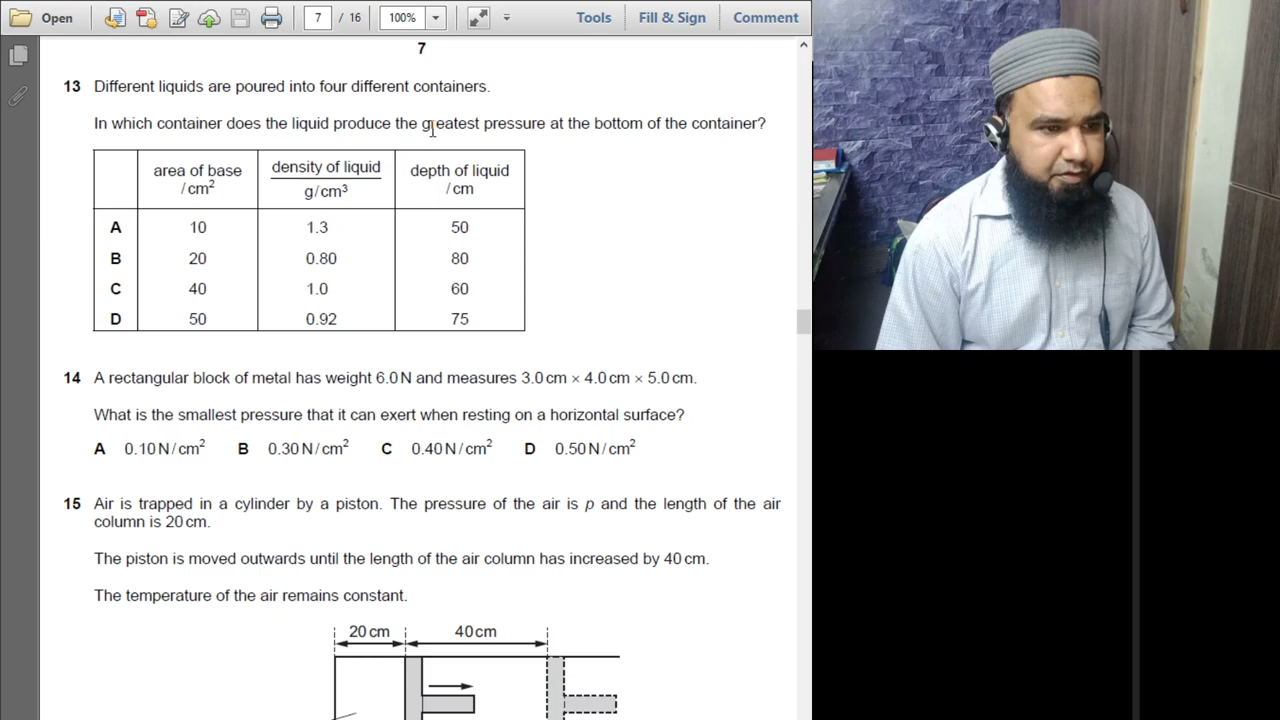 Open 7 / 16 100% Tools Fill & Sign Comment
7
13 Different liquids are poured into four different containers.
In which container does the liquid produce the greatest pressure at the bottom of the container?
area of base /cm² density of liquid g/cm³ depth of liquid /cm
A 10 1.3 50
B 20 0.80 80
C 40 1.0 60
D 50 0.92 75
14 A rectangular block of metal has weight 6.0 N and measures 3.0 cm × 4.0 cm × 5.0 cm.
What is the smallest pressure that it can exert when resting on a horizontal surface?
A 0.10 N/cm² B 0.30 N/cm² C 0.40 N/cm² D 0.50 N/cm²
15 Air is trapped in a cylinder by a piston. The pressure of the air is p and the length of the air
column is 20 cm.
The piston is moved outwards until the length of the air column has increased by 40 cm.
The temperature of the air remains constant.
20 cm 40 cm